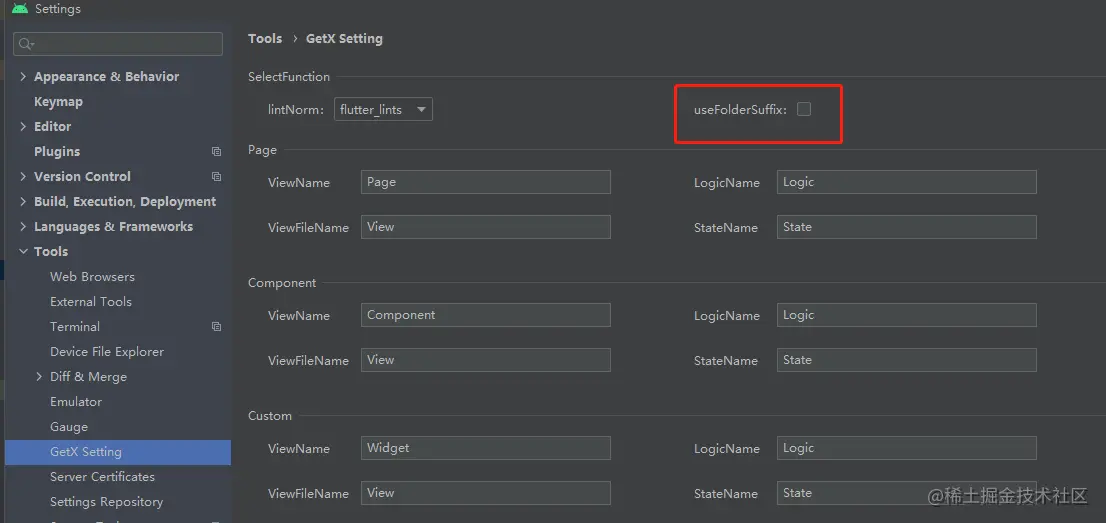 Settings
Appearance & Behavior
Keymap
Editor
Plugins
Version Control
Build, Execution, Deployment
Languages & Frameworks
Tools
Web Browsers
External Tools
Terminal
Device File Explorer
Diff & Merge
Emulator
Gauge
GetX Setting
Server Certificates
Settings Repository
Tools › GetX Setting
SelectFunction
lintNorm: flutter_lints useFolderSuffix:
Page
ViewName Page LogicName Logic
ViewFileName View StateName State
Component
ViewName Component LogicName Logic
ViewFileName View StateName State
Custom
ViewName Widget LogicName Logic
ViewFileName View StateName State
@稀土掘金技术社区